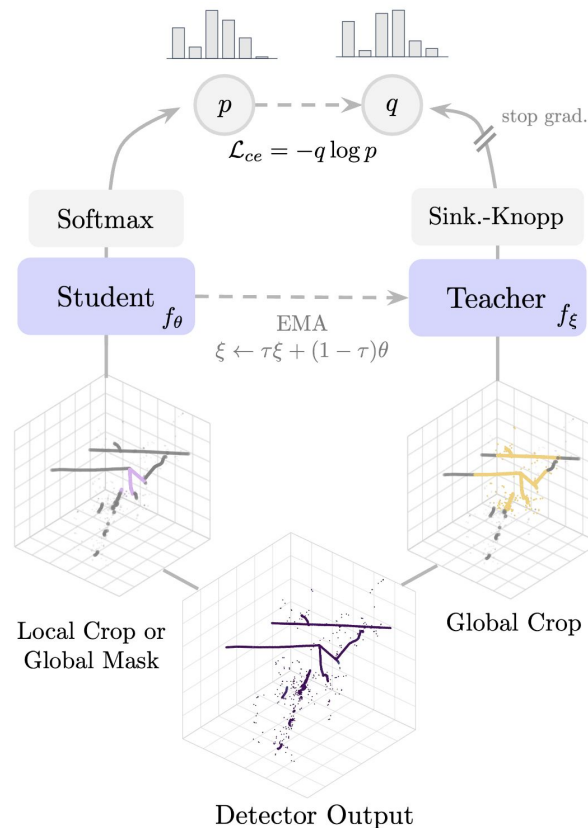 p
q
stop grad.
$\mathcal{L}_{ce} = -q \log p$
Softmax
Sink.-Knopp
Student $f_\theta$
Teacher $f_\xi$
EMA
$\xi \leftarrow \tau\xi + (1 - \tau)\theta$
Local Crop or
Global Mask
Global Crop
Detector Output